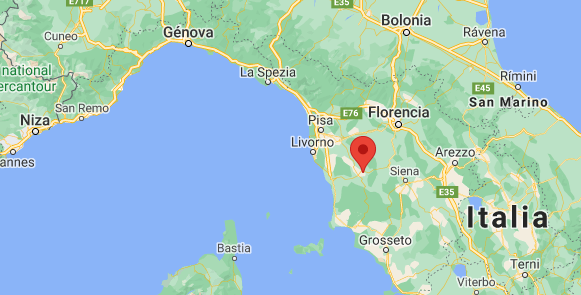 E717
E35
Bolonia
Génova
Cuneo
Rávena
La Spezia
national
ercantour
E45
Rímini
San Remo
E76
Florencia
San Marino
Niza
Pisa
Livorno
annes
Arezzo
Siena
E35
Italia
Grosseto
Bastia
Terni
Viterbo